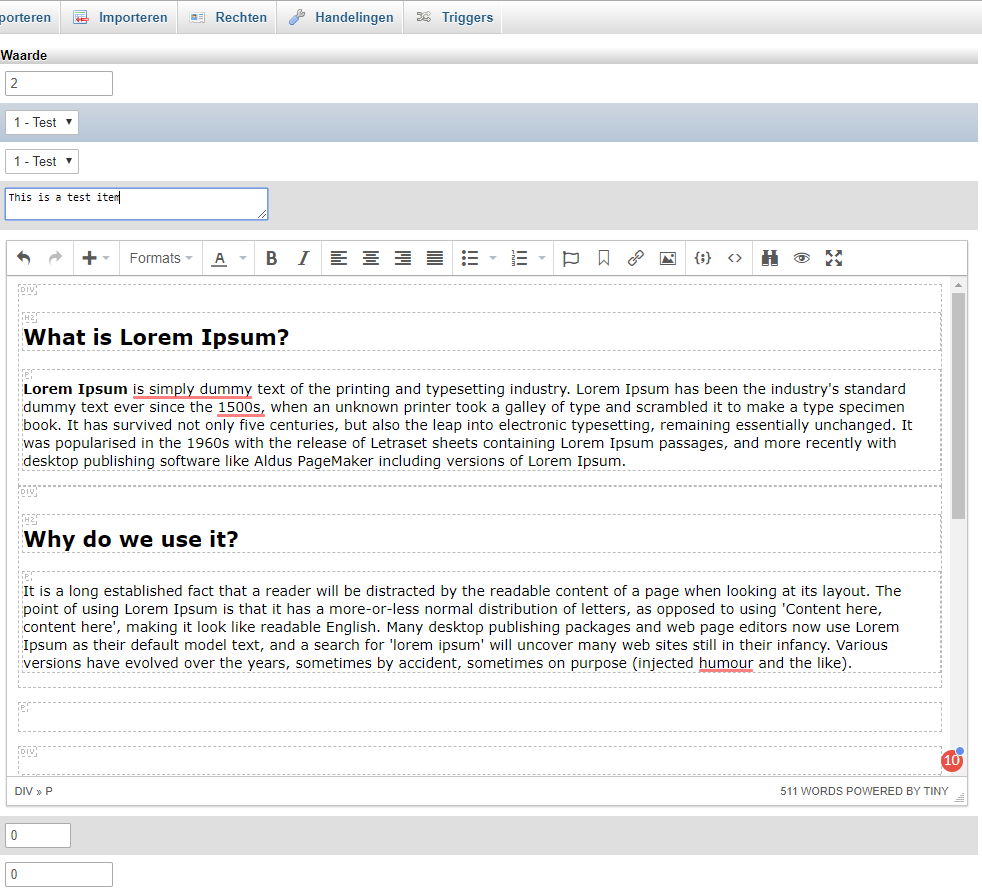 porteren Importeren Rechten Handelingen Triggers
Waarde
2
1 - Test
1 - Test
This is a test item
Formats A B I
DIV
H2
What is Lorem Ipsum?
P
Lorem Ipsum is simply dummy text of the printing and typesetting industry. Lorem Ipsum has been the industry's standard
dummy text ever since the 1500s, when an unknown printer took a galley of type and scrambled it to make a type specimen
book. It has survived not only five centuries, but also the leap into electronic typesetting, remaining essentially unchanged. It
was popularised in the 1960s with the release of Letraset sheets containing Lorem Ipsum passages, and more recently with
desktop publishing software like Aldus PageMaker including versions of Lorem Ipsum.
DIV
H2
Why do we use it?
P
It is a long established fact that a reader will be distracted by the readable content of a page when looking at its layout. The
point of using Lorem Ipsum is that it has a more-or-less normal distribution of letters, as opposed to using 'Content here,
content here', making it look like readable English. Many desktop publishing packages and web page editors now use Lorem
Ipsum as their default model text, and a search for 'lorem ipsum' will uncover many web sites still in their infancy. Various
versions have evolved over the years, sometimes by accident, sometimes on purpose (injected humour and the like).
P
DIV
10
DIV » P 511 WORDS POWERED BY TINY
0
0